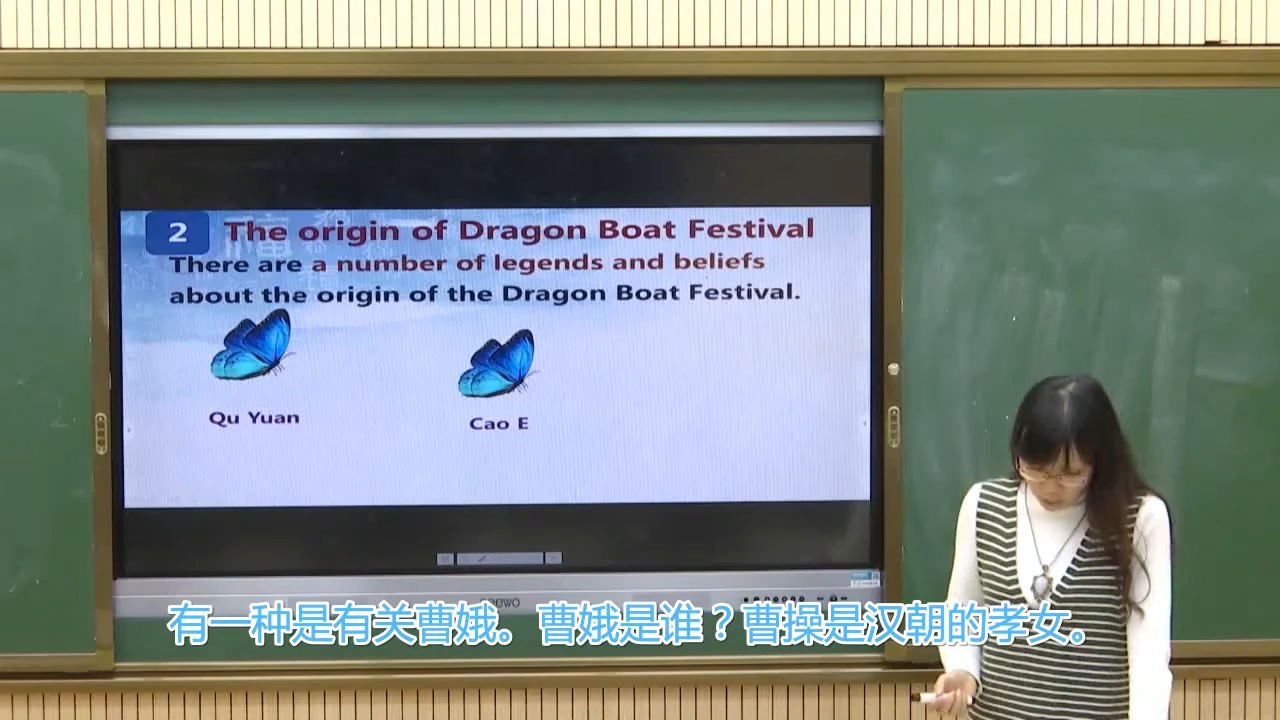 2 The origin of Dragon Boat Festival
There are a number of legends and beliefs
about the origin of the Dragon Boat Festival.
Qu Yuan
Cao E
有一种是有关曹娥。曹娥是谁？曹操是汉朝的孝女。